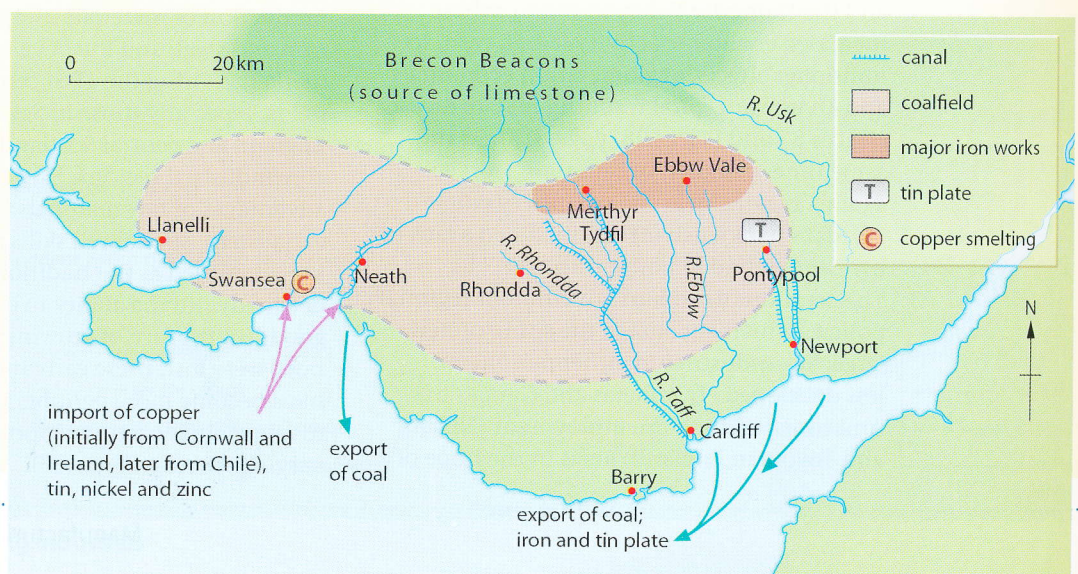 0 20 km
Brecon Beacons
(source of limestone)
R. Usk
canal
coalfield
major iron works
T tin plate
C copper smelting
Ebbw Vale
Merthyr
Tydfil
Llanelli
T
Swansea C
Neath
R. Rhondda
Rhondda
R. Ebbw
Pontypool
N
Newport
R. Taff
Cardiff
import of copper
(initially from Cornwall and
Ireland, later from Chile),
tin, nickel and zinc
export
of coal
Barry
export of coal;
iron and tin plate